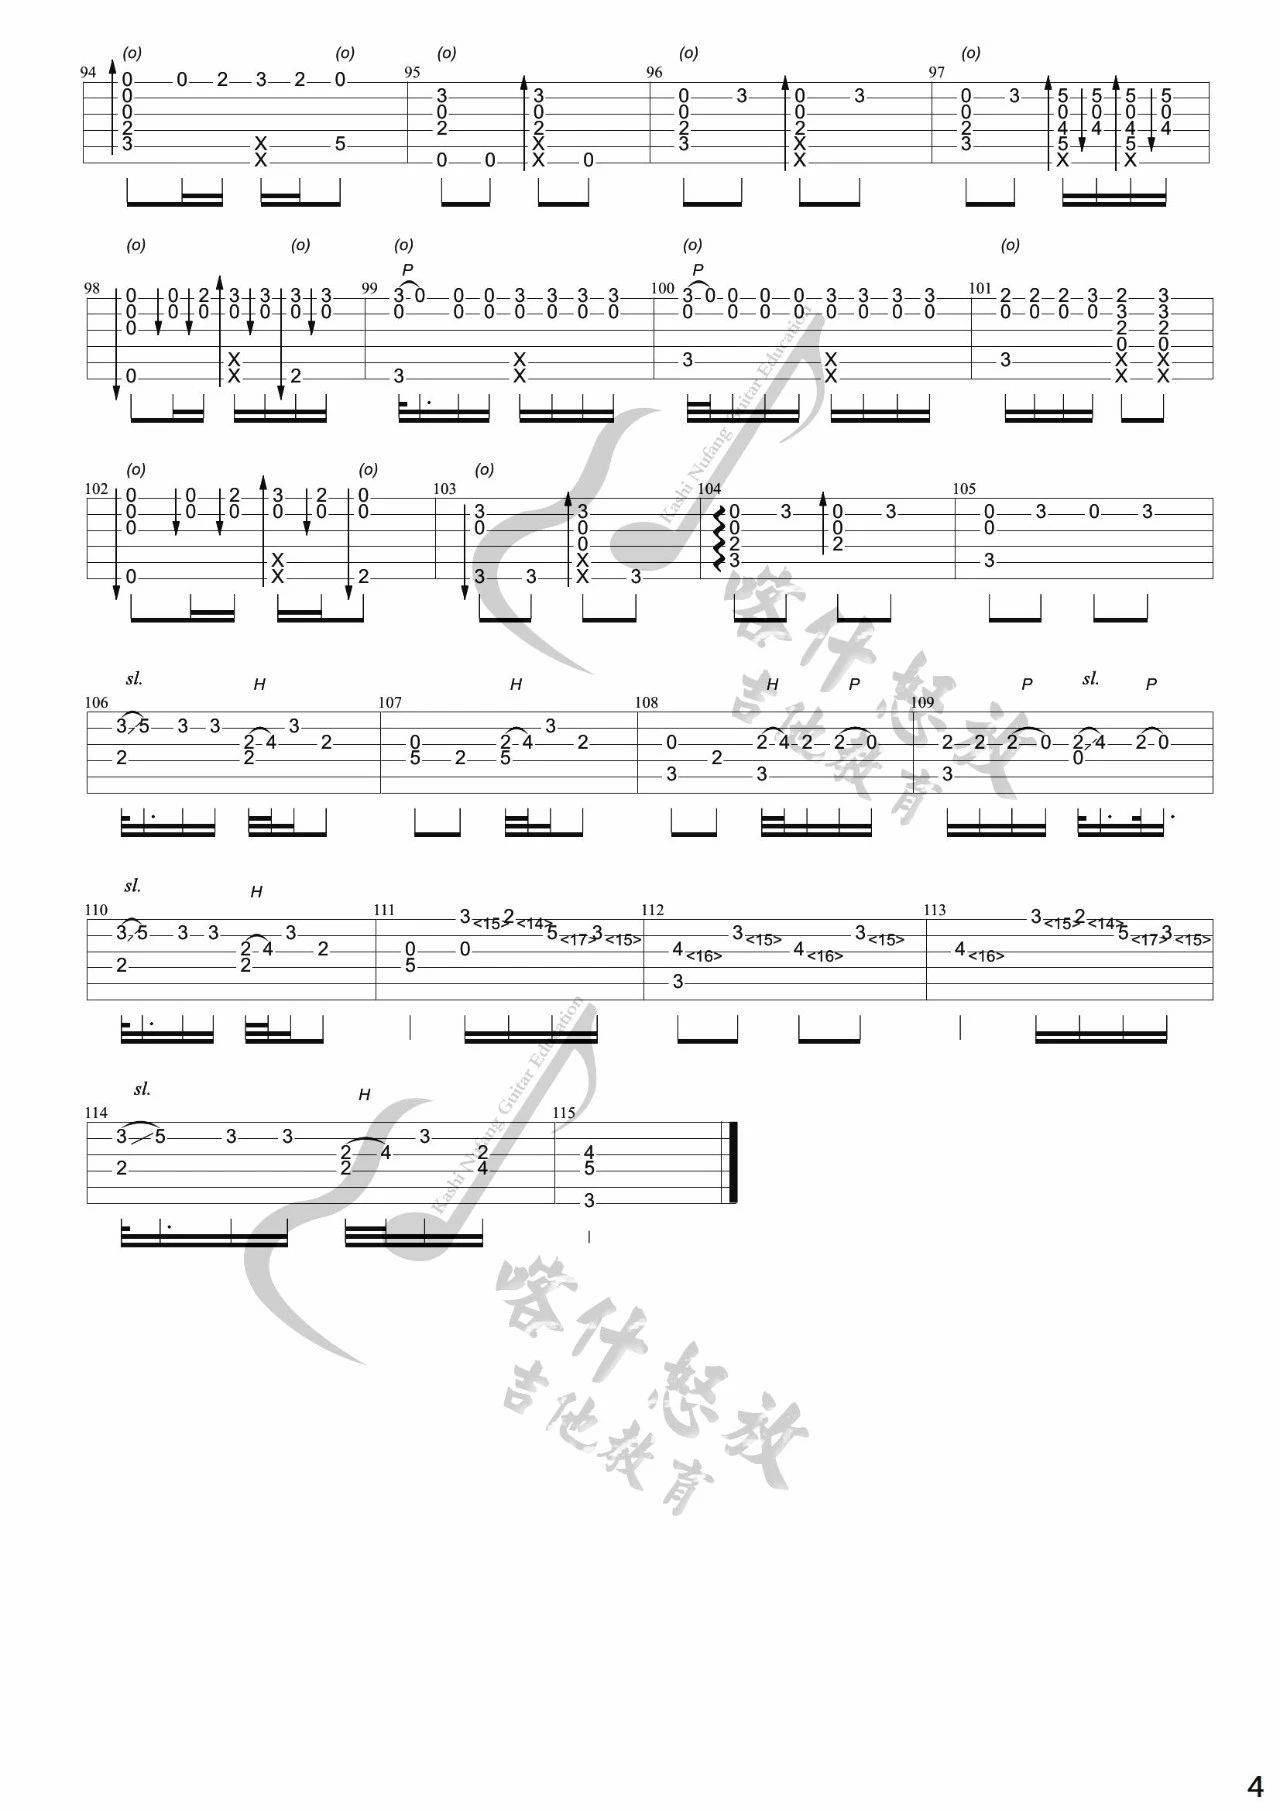 94 (o) (o) 95 (o) 96 (o) 97 (o)
0 0 2 3 2 0 3 3 0 3 0 3 0 3 5 5 5 5
0 0 0 0 0 0 0 0 0 0 0
0 2 2 2 2 2 4 4 4 4
2 X X 3 X 3 5 5
3 X 5 0 0 X 0 X X X
98 (o) (o) 99 (o) P 100 (o) P 101 (o)
0 0 2 3 3 3 3 3 0 0 0 3 3 3 3 3 0 0 0 0 3 3 3 3 2 2 2 3 2 3
0 0 0 0 0 0 0 0 0 0 0 0 0 0 0 0 0 0 0 0 0 0 0 0 0 0 3 3
0 2 2
0 0
X X 3 X 3 X X
0 X 2 3 X X X X
102 (o) (o) 103 (o) 104 105
0 0 2 3 2 0
0 0 0 0 0 0 3 3 0 3 0 3 0 3 0 3
0 0 0 0 0 0
0 2 2
X X 3 3
0 X 2 3 3 X 3
sl. H H H P P sl. P
106 107 108 109
3 5 3 3 3 3
2 4 2 0 2 4 2 0 2 4 2 2 0 2 2 2 0 2 4 2 0
2 2 5 2 5 2 0
3 3 3
sl. H
110 111 112 113
3 <15> 2 <14> 3 <15> 2 <14>
3 5 3 3 3 5 <17> 3 <15> 3 <15> 3 <15> 5 <17> 3 <15>
2 4 2 0 0 4 <16> 4 <16> 4 <16>
2 2 5
3
sl. H
114 115
3 5 3 3 3
2 4 2 4
2 2 4 5
3
Kashi Nufang Guitar Education
喀什怒放
吉他教育
Kashi Nufang Guitar Education
喀什怒放
吉他教育
4